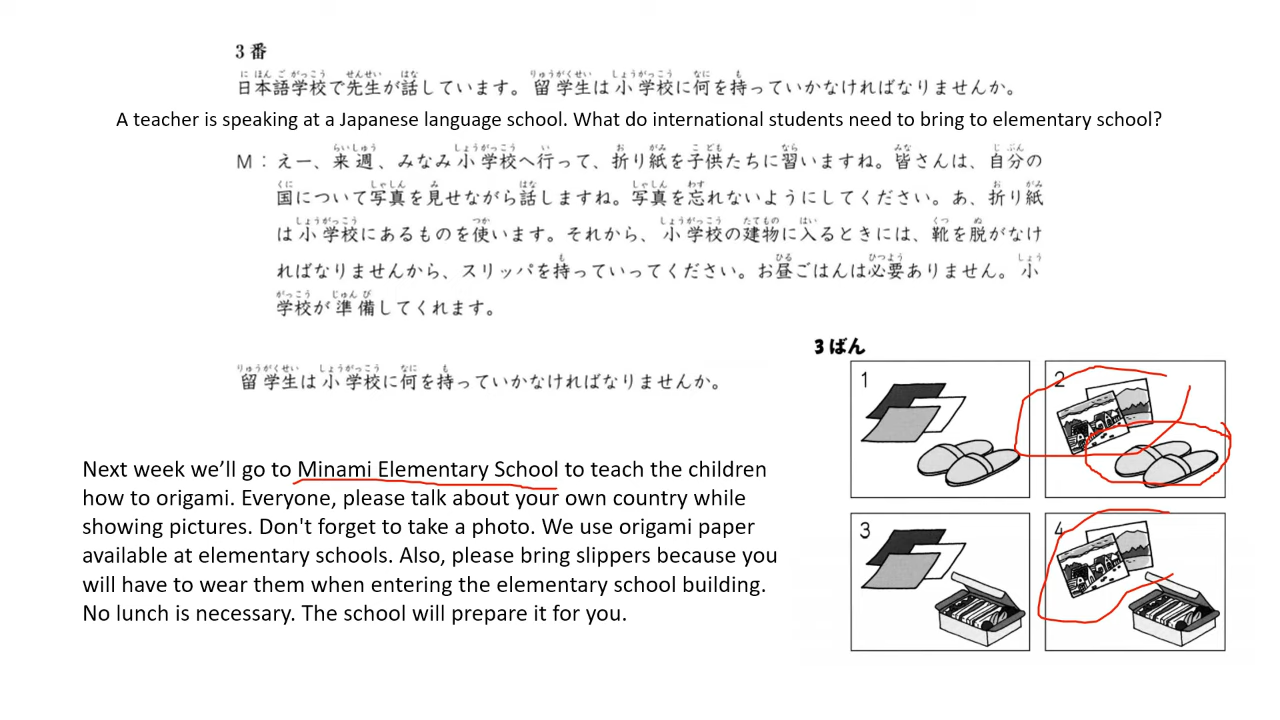 3番
日本語学校で先生が話しています。留学生は小学校に何を持っていかなければなりませんか。
A teacher is speaking at a Japanese language school. What do international students need to bring to elementary school?
M：えー、来週、みなみ小学校へ行って、折り紙を子供たちに習いますね。皆さんは、自分の
国について写真を見せながら話しますね。写真を忘れないようにしてください。あ、折り紙
は小学校にあるものを使います。それから、小学校の建物に入るときには、靴を脱がなけ
ればなりませんから、スリッパを持っていってください。お昼ごはんは必要ありません。小
学校が準備してくれます。
留学生は小学校に何を持っていかなければなりませんか。
Next week we’ll go to Minami Elementary School to teach the children
how to origami. Everyone, please talk about your own country while
showing pictures. Don't forget to take a photo. We use origami paper
available at elementary schools. Also, please bring slippers because you
will have to wear them when entering the elementary school building.
No lunch is necessary. The school will prepare it for you.
3ばん
1
2
3
4